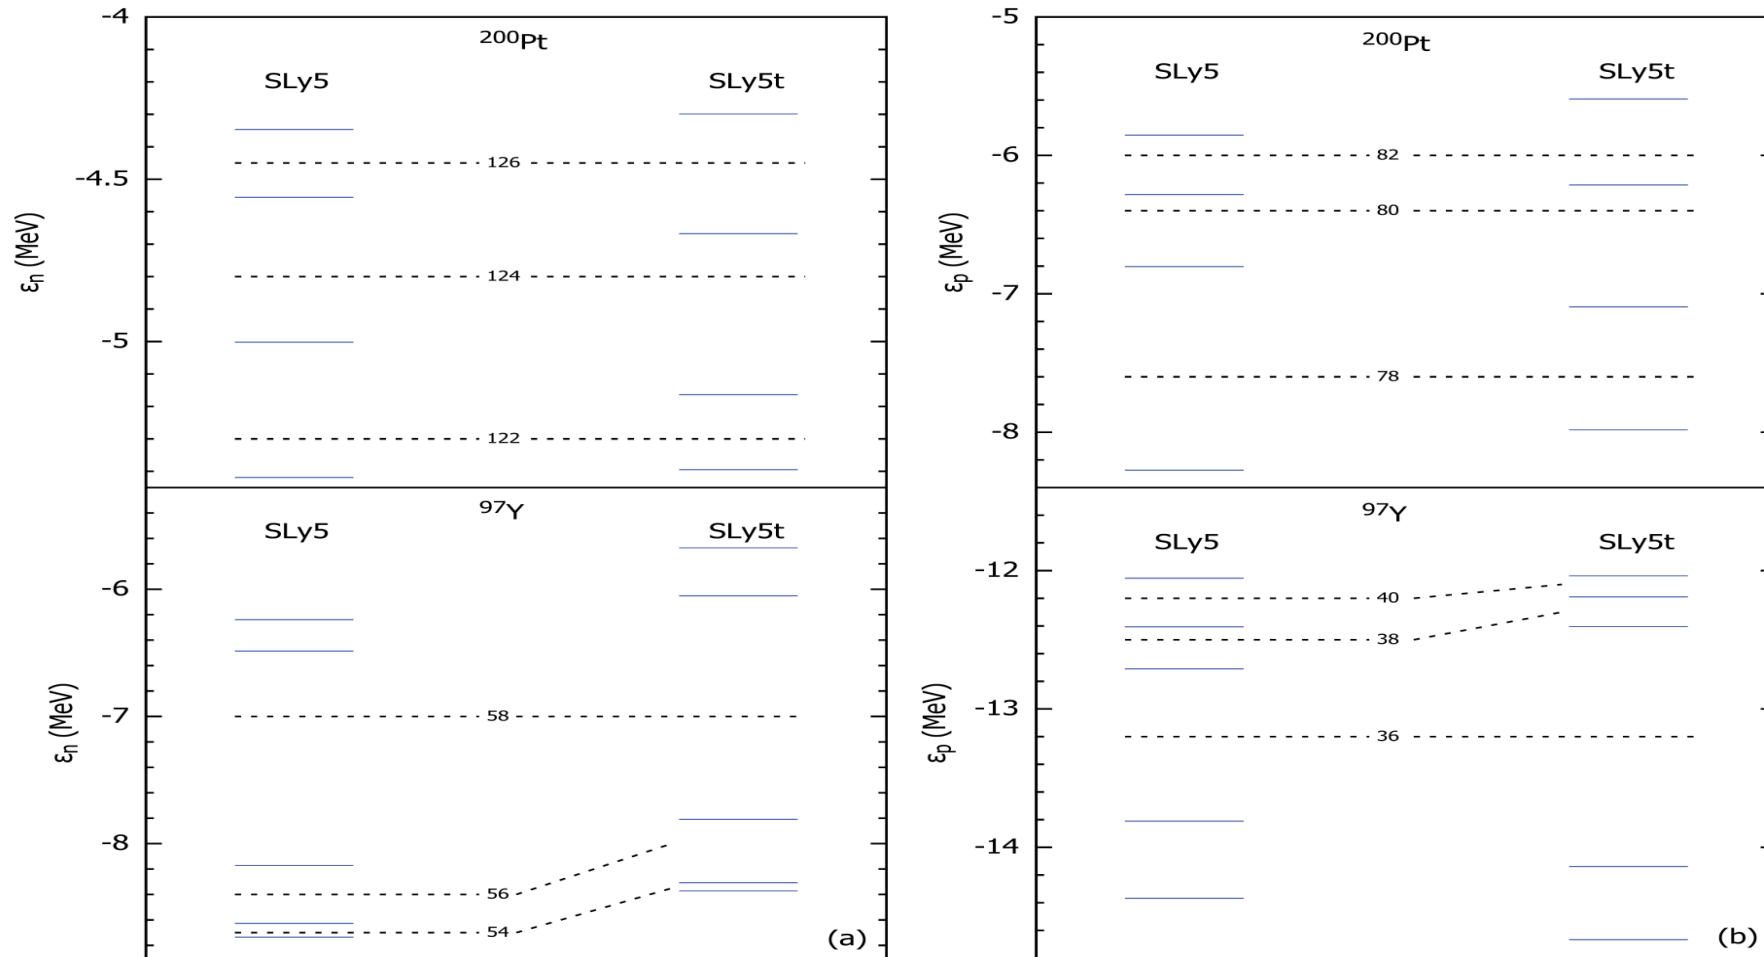 -4
-4.5
-5
εn (MeV)
200Pt
SLy5
SLy5t
126
124
122
-6
-7
-8
εn (MeV)
97Y
SLy5
SLy5t
58
56
54
(a)
-5
-6
-7
-8
εp (MeV)
200Pt
SLy5
SLy5t
82
80
78
-12
-13
-14
εp (MeV)
97Y
SLy5
SLy5t
40
38
36
(b)